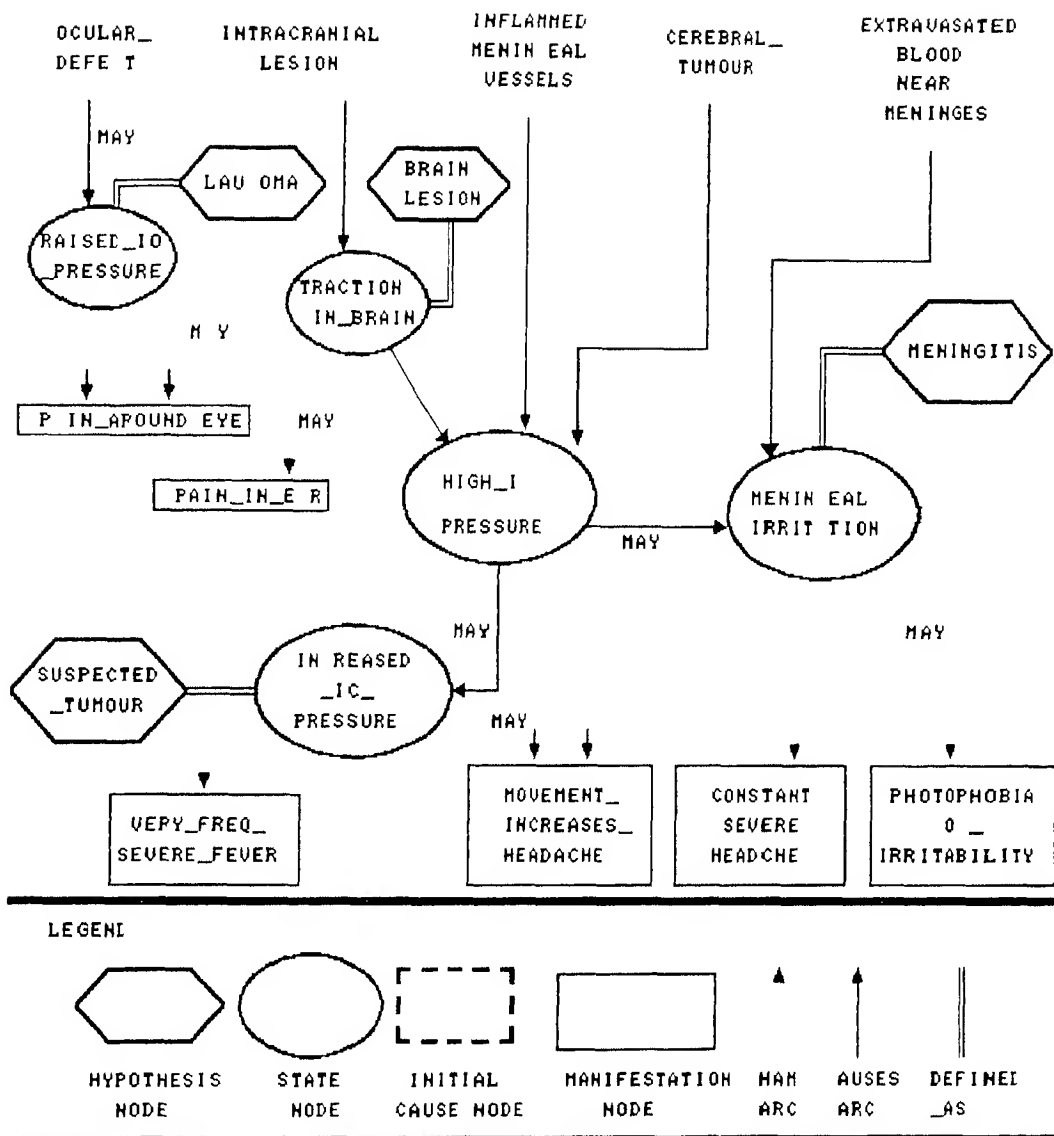 OCULAR_
DEFE T
INTRACRANIAL
LESION
INFLAMMED
MENIN EAL
VESSELS
CEREBRAL_
TUMOUR
EXTRAVASATED
BLOOD
NEAR
MENINGES
MAY
LAU OMA
BRAIN
LESION
RAISED_IO
_PRESSURE
TRACTION
IN_BRAIN
M Y
MENINGITIS
P IN_AROUND EYE
MAY
PAIN_IN_E R
HIGH_I
PRESSURE
MENIN EAL
IRRIT TION
MAY
MAY
MAY
SUSPECTED
_TUMOUR
IN REASED
_IC_
PRESSURE
MAY
VERY_FREQ_
SEVERE_FEVER
MOVEMENT_
INCREASES_
HEADACHE
CONSTANT
SEVERE
HEADCHE
PHOTOPHOBIA
O _
IRRITABILITY
LEGEND
HYPOTHESIS
NODE
STATE
NODE
INITIAL
CAUSE NODE
MANIFESTATION
NODE
HAM
ARC
AUSES
ARC
DEFINED
_AS